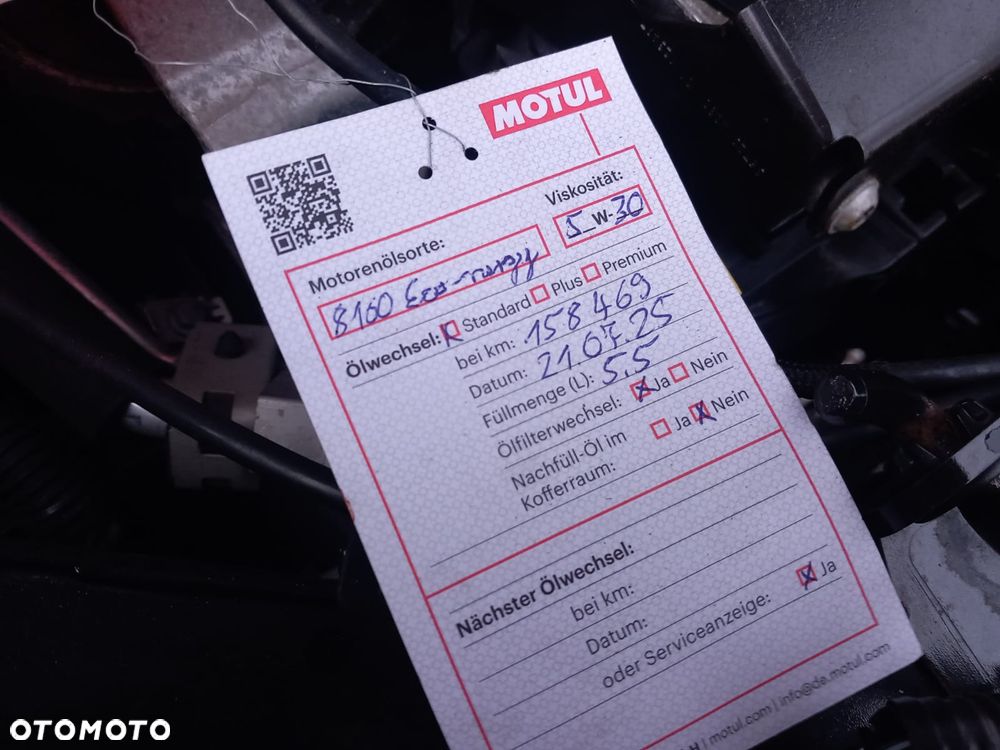 MOTUL
Motorenölsorte:
Viskosität:
8100 Eco-nergy
5_W-30
Ölwechsel: Standard Plus Premium
bei km: 158469
Datum: 21.07.25
Füllmenge (L): 5.5
Ölfilterwechsel: Ja Nein
Nachfüll-Öl im Ja Nein
Kofferraum:
Nächster Ölwechsel:
bei km:
Datum:
oder Serviceanzeige: Ja
H | motul.com | info@de.motul.com
OTOMOTO